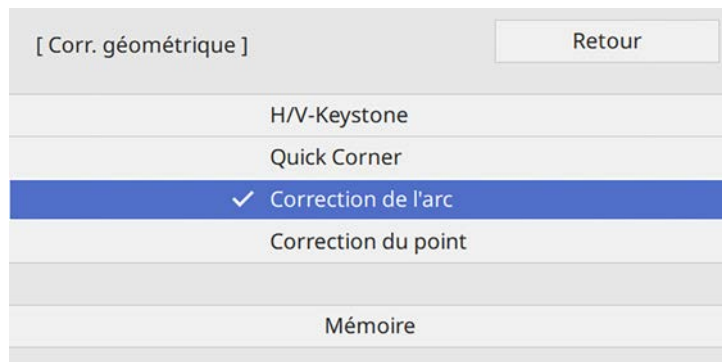 [ Corr. géométrique ]
Retour
H/V-Keystone
Quick Corner
Correction de l'arc
Correction du point
Mémoire